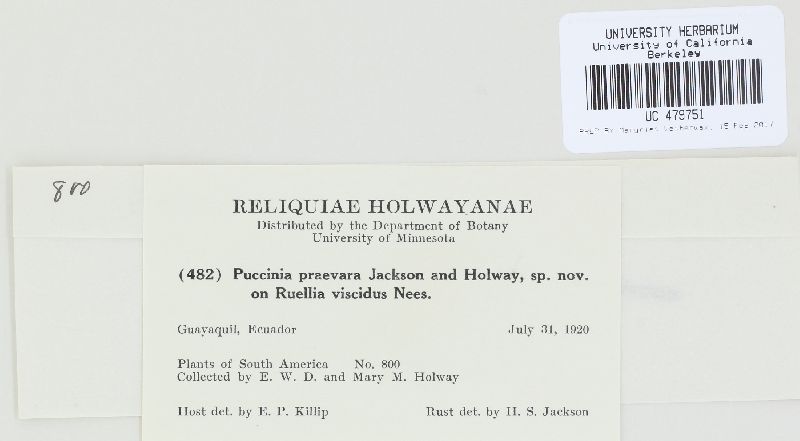 UNIVERSITY HERBARIUM
University of California
Berkeley
UC 479751
800
RELIQUIAE HOLWAYANAE
Distributed by the Department of Botany
University of Minnesota
(482) Puccinia praevara Jackson and Holway, sp. nov.
on Ruellia viscidus Nees.
Guayaquil, Ecuador July 31, 1920
Plants of South America No. 800
Collected by E. W. D. and Mary M. Holway
Host det. by E. P. Killip Rust det. by H. S. Jackson